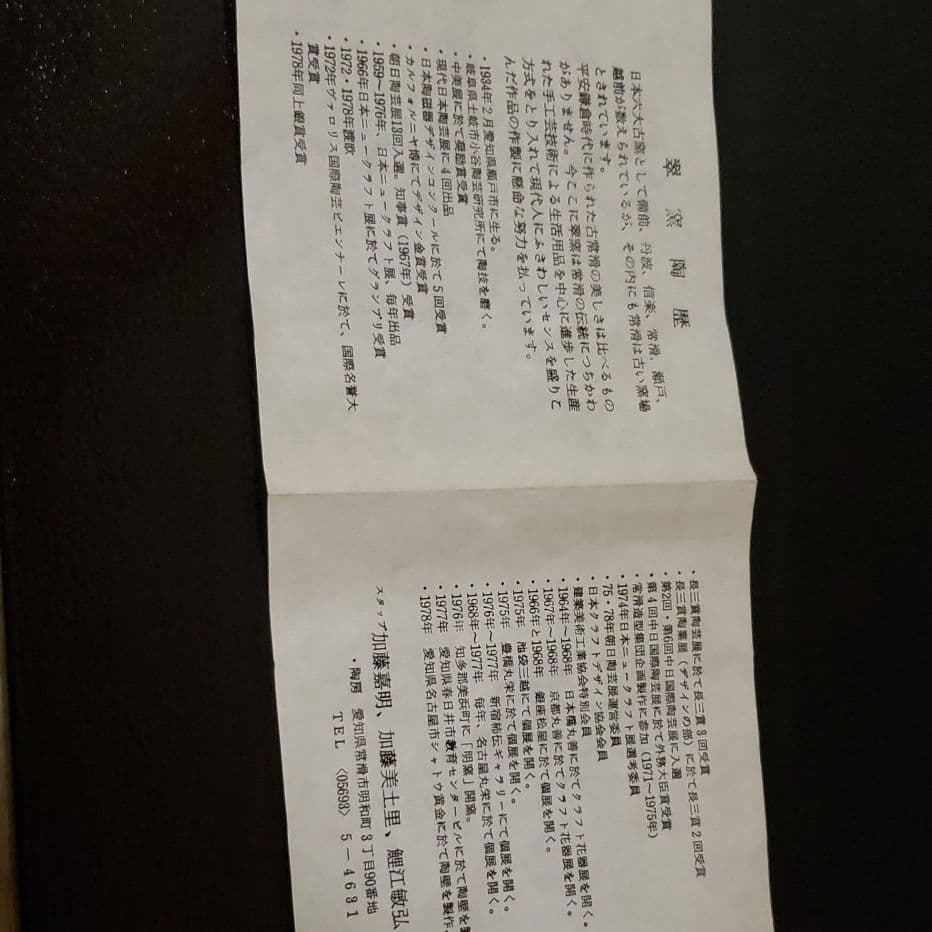 翠窯陶歴
日本六大古窯として備前、丹波、信楽、常滑、瀬戸、
越前が数えられているが、その内にも常滑は古い窯場
とされています。
平安鎌倉時代に作られた古常滑の美しさは比べるもの
がありません。今ここに翠窯は常滑の伝統につちかわ
れた手工芸技術による生活用品を中心に進歩した生産
方式をとり入れて現代人にふさわしいセンスを盛りこ
んだ作品の作製に懸命な努力を払っています。
・1934年2月愛知県瀬戸市に生る。
・岐阜県土岐市小谷陶芸研究所にて陶技を磨く。
・中美展に於て奨励賞受賞
・現代日本陶芸展に4回出品
・日本陶磁器デザインコンクールに於て5回受賞
・カルフォルニヤ博にてデザイン金賞受賞
・朝日陶芸展13回入選。知事賞(1967年)受賞
・1959〜1976年、日本ニュークラフト展、毎年出品
・1966年日本ニュークラフト展に於てグランプリ受賞
・1972・1978年渡欧
・1972年ヴァロリス国際陶芸ビエンナーレに於て、国際名誉大
賞受賞
・1978年同上銀賞受賞
・長三賞陶芸展に於て長三賞3回受賞
・長三賞陶業展(デザインの部)に於て長三賞2回受賞
・第2回・第6回中日国際陶芸展に入選
・第4回中日国際陶芸展に於て外務大臣賞受賞
・常滑造型集団企画製作に参加(1971〜1975年)
・1974年日本ニュークラフト展選考委員
・75・78年朝日陶芸展運営委員
・日本クラフトデザイン協会会員
・建築美術工業協会特別会員
・1964年〜1968年 日本橋丸善に於てクラフト花器展を開く。
・1967年〜1968年 京都丸善に於てクラフト花器展を開く。
・1966年と1968年 銀座松屋に於て個展を開く。
・1975年 池袋三越にて個展を開く。
・1975年 豊橋丸栄に於て個展を開く。
・1976年〜1977年 新宿柿伝ギャラリーにて個展を開く。
・1968年〜1977年 毎年、名古屋丸栄に於て個展を開く。
・1976年 知多郡美浜町に「明窯」開窯。
・1977年 愛知県春日井市教育センタービルに於て陶壁を製
・1978年 愛知県名古屋市シャトウ黄金に於て陶壁を製作。
スタッフ 加藤嘉明、加藤美土里、鯉江敏弘
・陶房 愛知県常滑市明和町3丁目90番地
TEL〈05693〉5−4631